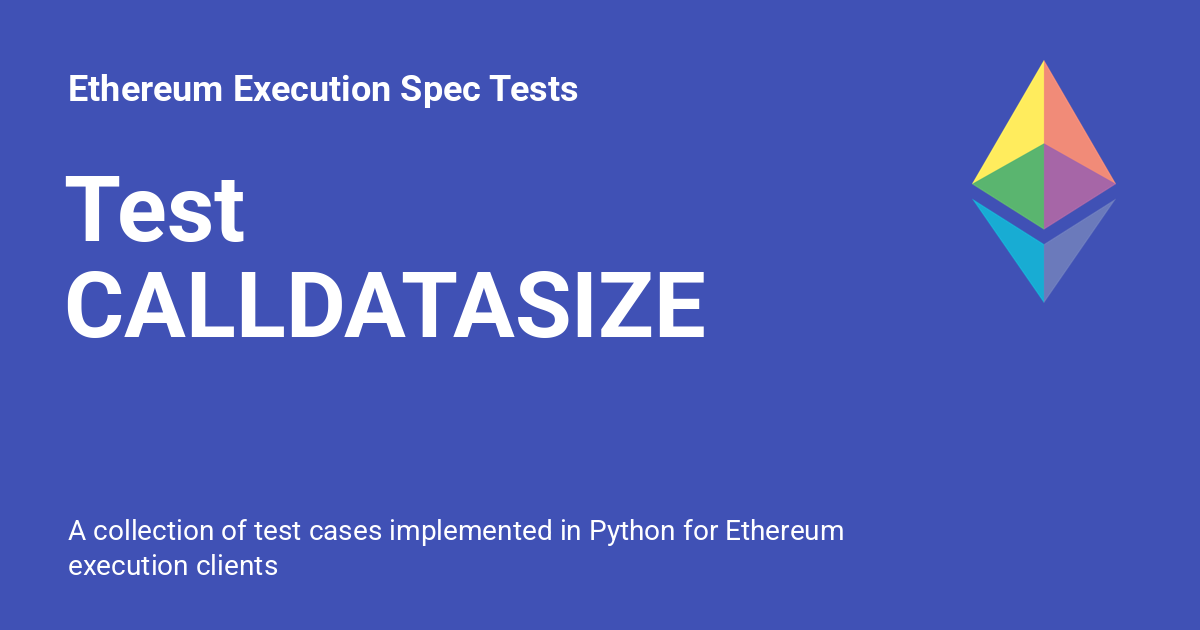 Ethereum Execution Spec Tests
Test
CALLDATASIZE
A collection of test cases implemented in Python for Ethereum
execution clients